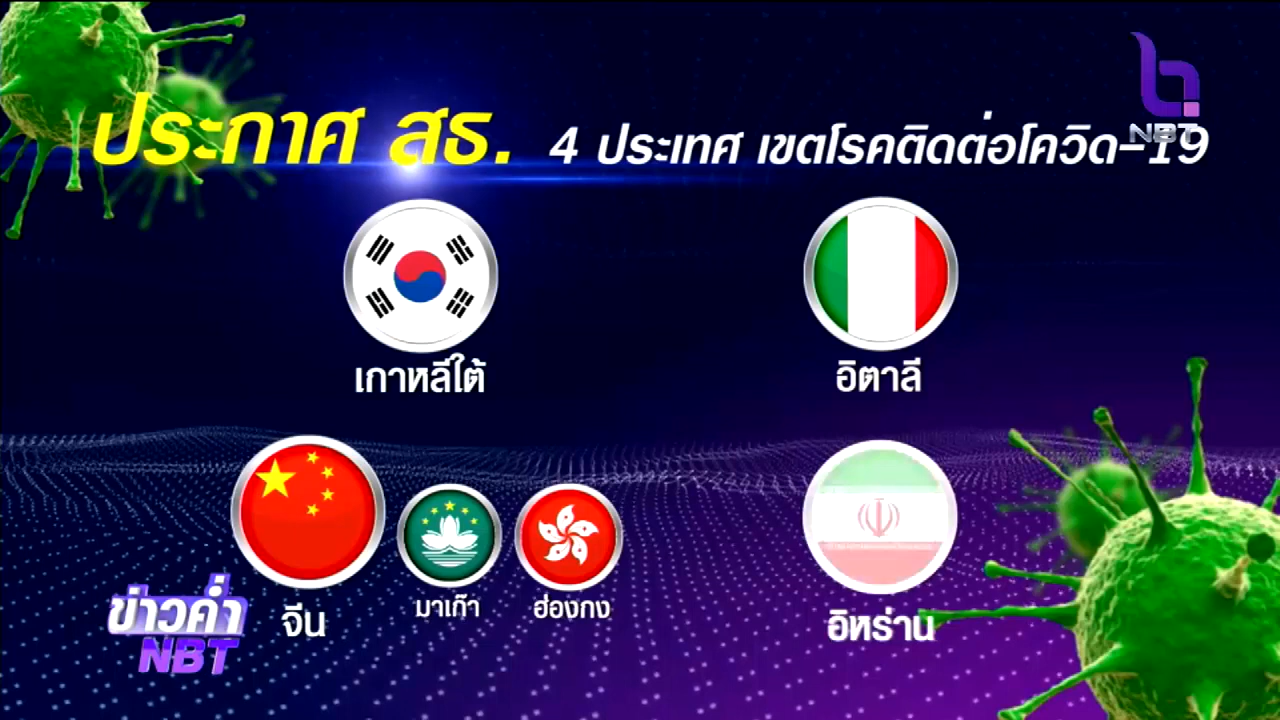 NBT
ประกาศ สธ. 4 ประเทศ เขตโรคติดต่อโควิด-19
เกาหลีใต้
อิตาลี
จีน
มาเก๊า
ฮ่องกง
อิหร่าน
ข่าวค่ำ
NBT